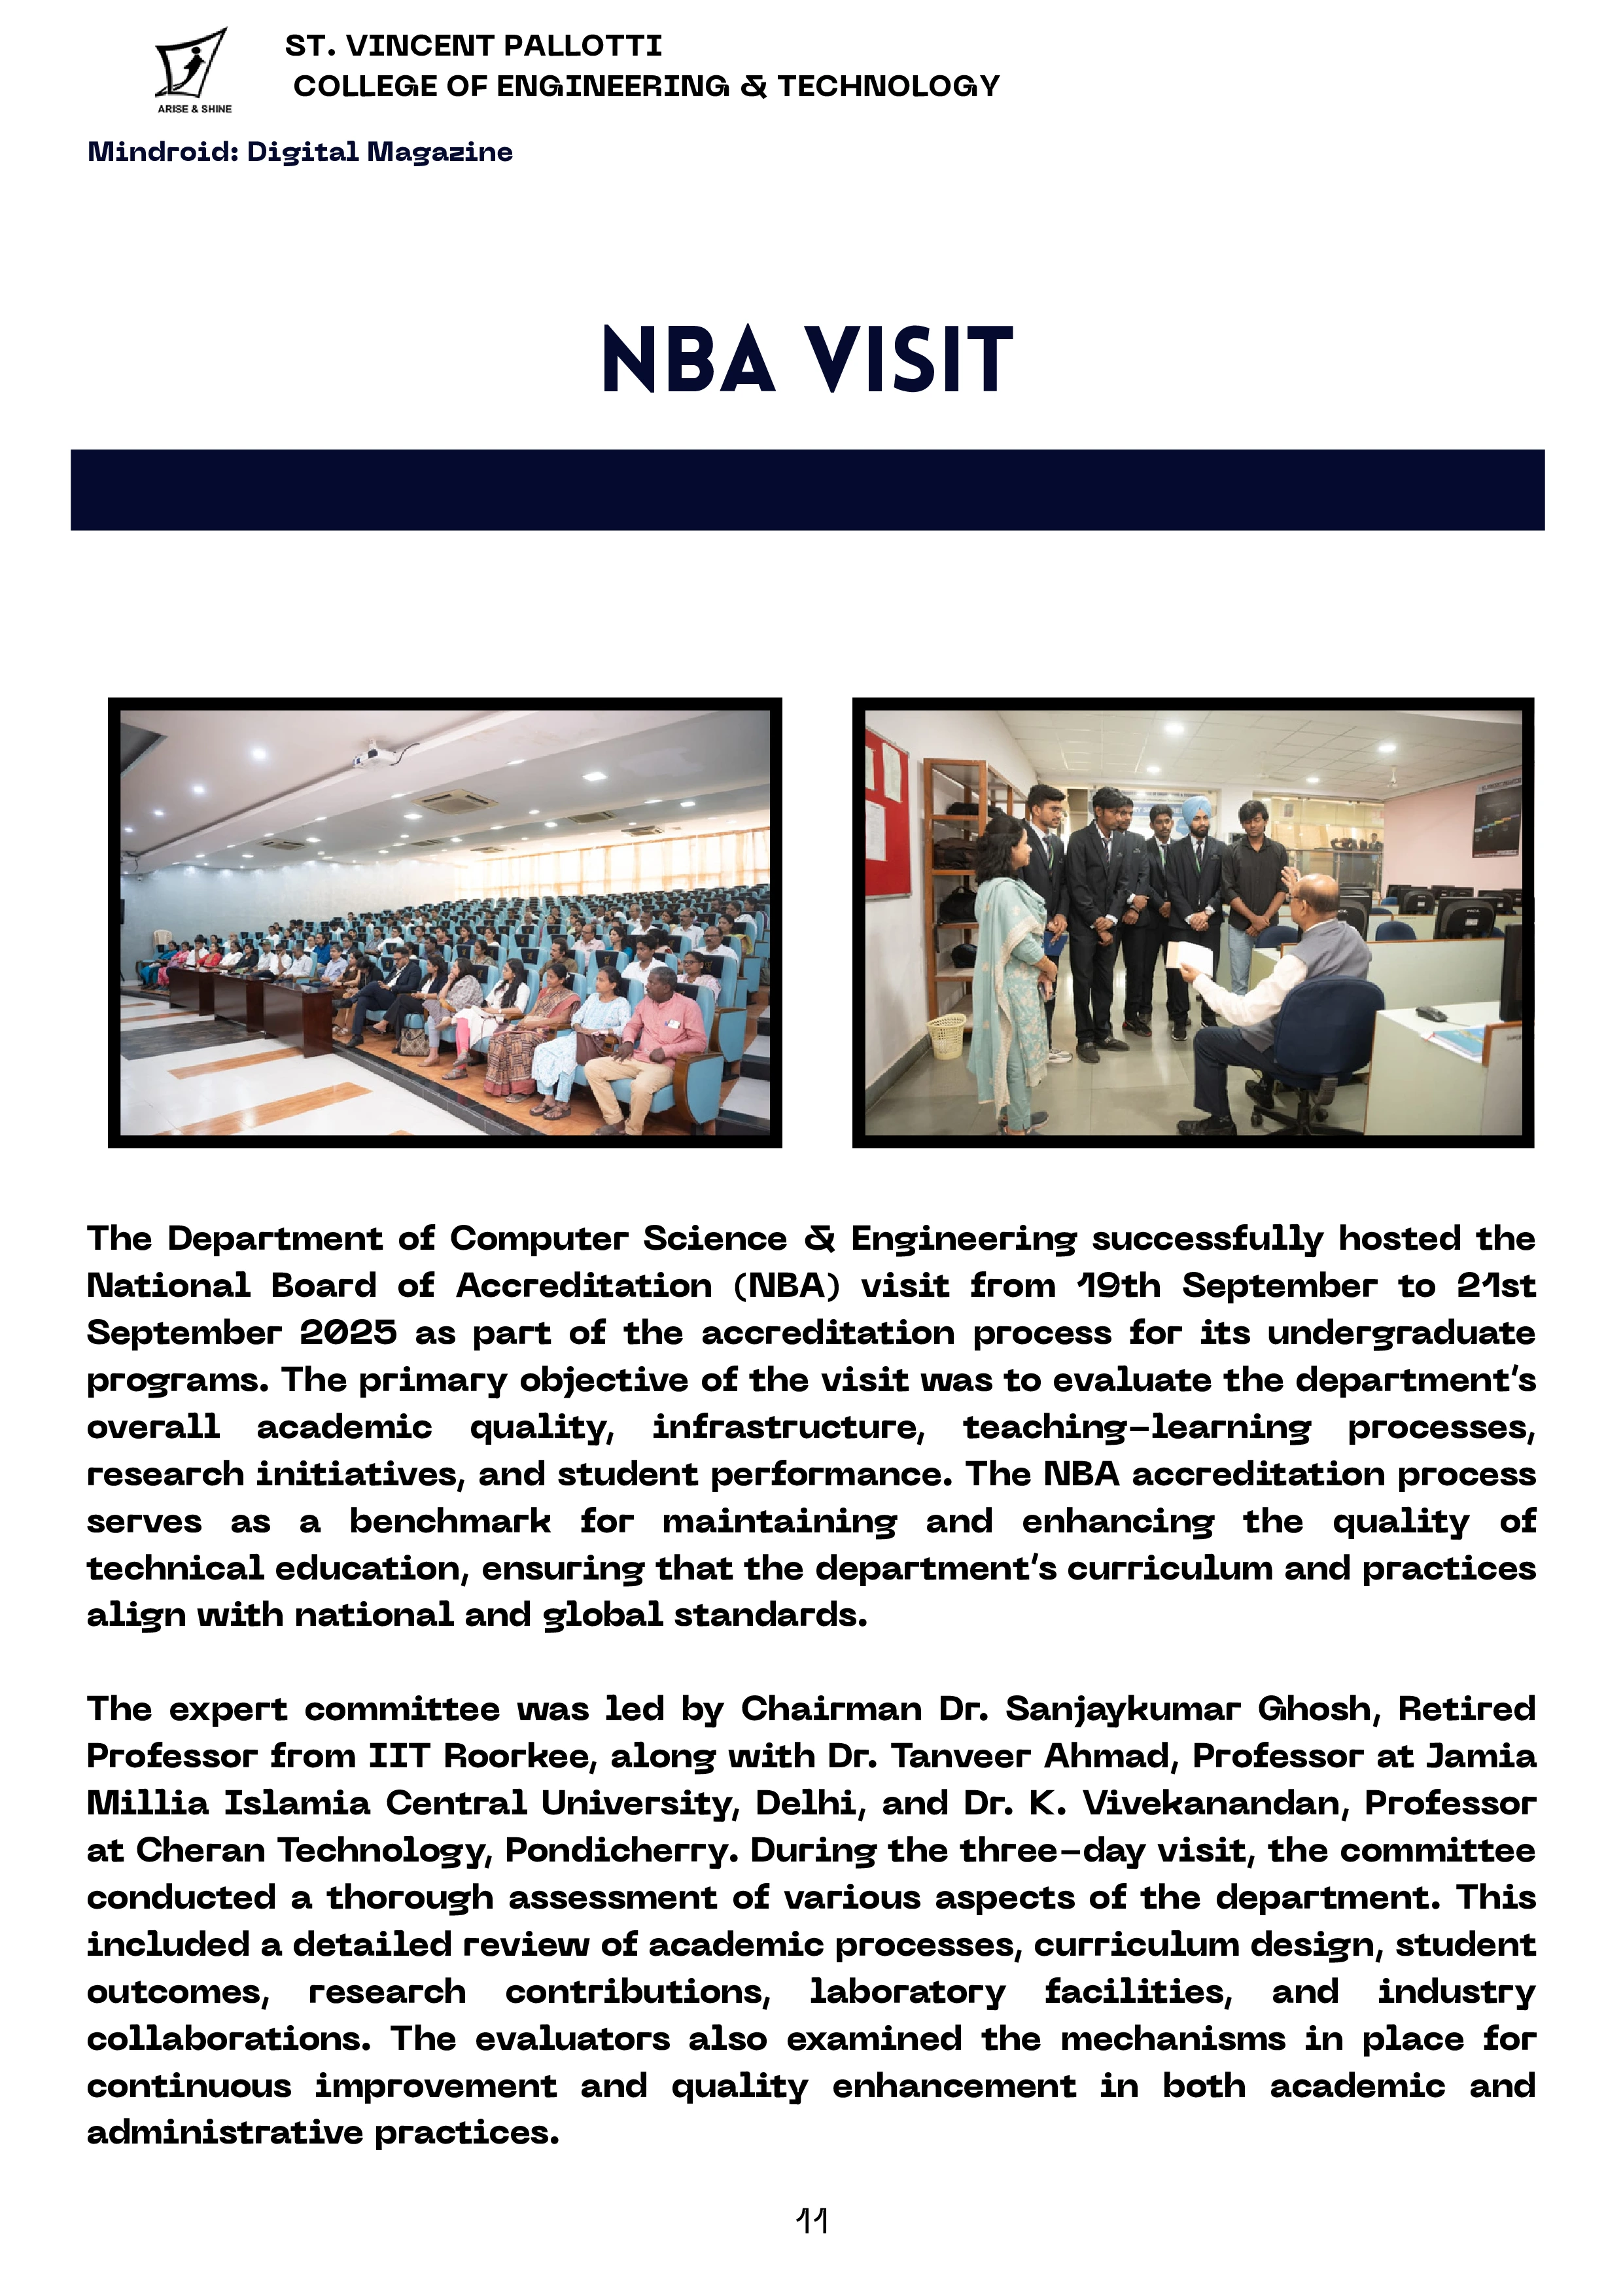 ARISE & SHINE
ST. VINCENT PALLOTTI
COLLEGE OF ENGINEERING & TECHNOLOGY
Mindroid: Digital Magazine
NBA VISIT
The Department of Computer Science & Engineering successfully hosted the
National Board of Accreditation (NBA) visit from 19th September to 21st
September 2025 as part of the accreditation process for its undergraduate
programs. The primary objective of the visit was to evaluate the department's
overall academic quality, infrastructure, teaching-learning processes,
research initiatives, and student performance. The NBA accreditation process
serves as a benchmark for maintaining and enhancing the quality of
technical education, ensuring that the department's curriculum and practices
align with national and global standards.
The expert committee was led by Chairman Dr. Sanjaykumar Ghosh, Retired
Professor from IIT Roorkee, along with Dr. Tanveer Ahmad, Professor at Jamia
Millia Islamia Central University, Delhi, and Dr. K. Vivekanandan, Professor
at Cheran Technology, Pondicherry. During the three-day visit, the committee
conducted a thorough assessment of various aspects of the department. This
included a detailed review of academic processes, curriculum design, student
outcomes, research contributions, laboratory facilities, and industry
collaborations. The evaluators also examined the mechanisms in place for
continuous improvement and quality enhancement in both academic and
administrative practices.
11